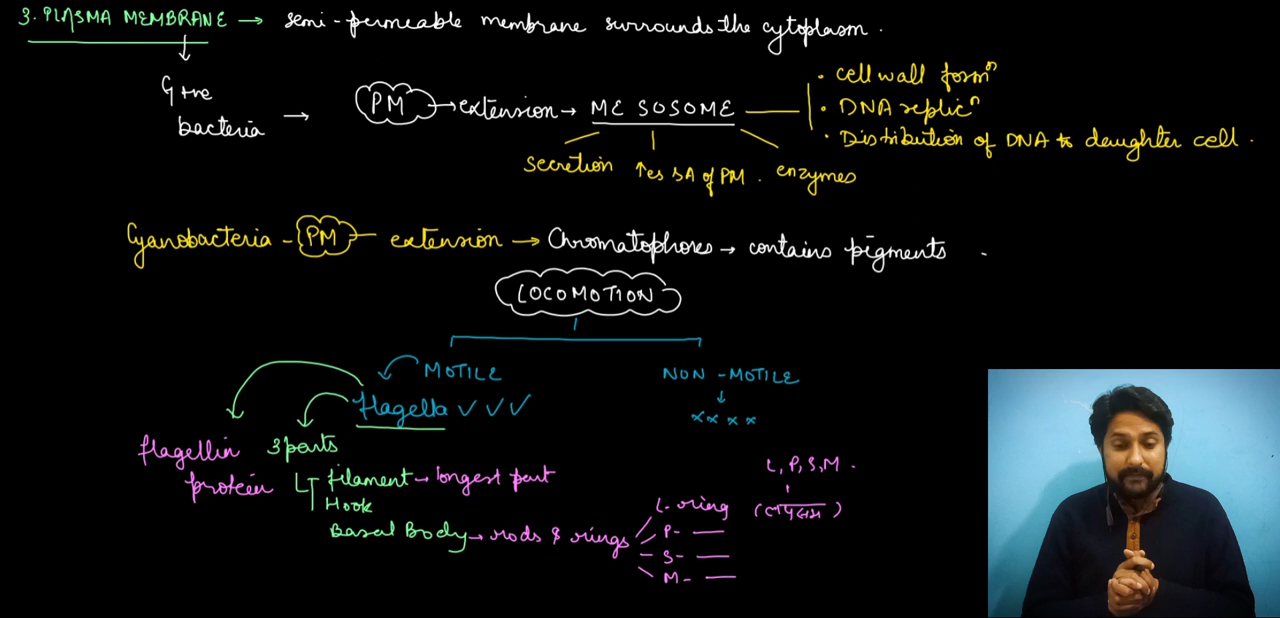 3. PLASMA MEMBRANE → semi-permeable membrane surrounds the cytoplasm.
G +ve bacteria → PM → extension → MESOSOME
• cell wall formⁿ
• DNA replicⁿ
• Distribution of DNA to daughter cell.
secretion ↑es SA of PM. enzymes
Cyanobacteria - PM - extension → Chromatophores → contains pigments
LOCOMOTION
MOTILE NON-MOTILE
flagella ✓ ✓ ✓ ↓ x x x x
flagellin protein
3 parts
filament → longest part
Hook
Basal Body → rods & rings
L- ring
P-
S-
M-
L, P, S, M.